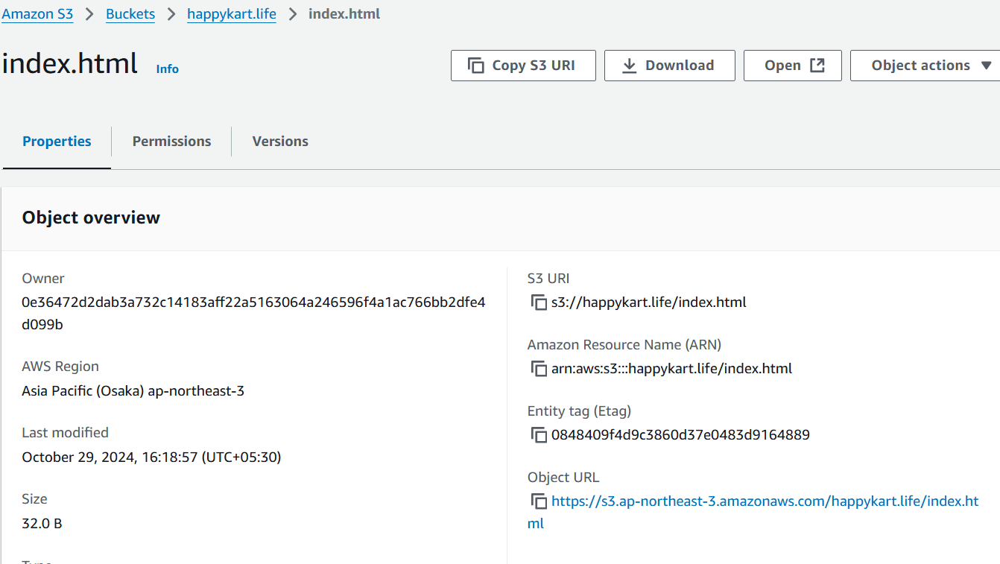 Amazon S3 > Buckets > happykart.life > index.html
index.html Info
Copy S3 URI Download Open Object actions
Properties Permissions Versions
Object overview
Owner
0e36472d2dab3a732c14183aff22a5163064a246596f4a1ac766bb2dfe4
d099b
AWS Region
Asia Pacific (Osaka) ap-northeast-3
Last modified
October 29, 2024, 16:18:57 (UTC+05:30)
Size
32.0 B
S3 URI
s3://happykart.life/index.html
Amazon Resource Name (ARN)
arn:aws:s3:::happykart.life/index.html
Entity tag (Etag)
0848409f4d9c3860d37e0483d9164889
Object URL
https://s3.ap-northeast-3.amazonaws.com/happykart.life/index.ht
ml